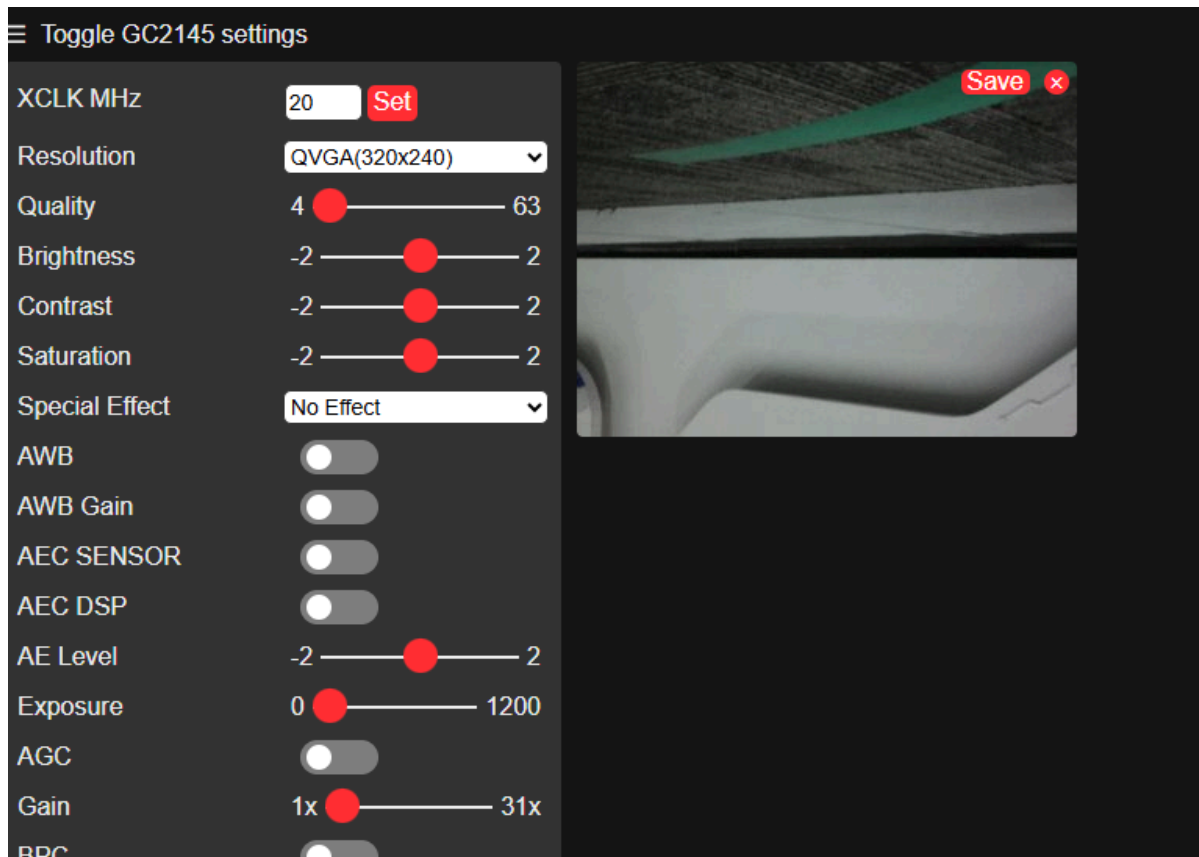 ☰ Toggle GC2145 settings
XCLK MHz 20 Set
Resolution QVGA(320x240)
Quality 4 63
Brightness -2 2
Contrast -2 2
Saturation -2 2
Special Effect No Effect
AWB
AWB Gain
AEC SENSOR
AEC DSP
AE Level -2 2
Exposure 0 1200
AGC
Gain 1x 31x
BPC
Save ×